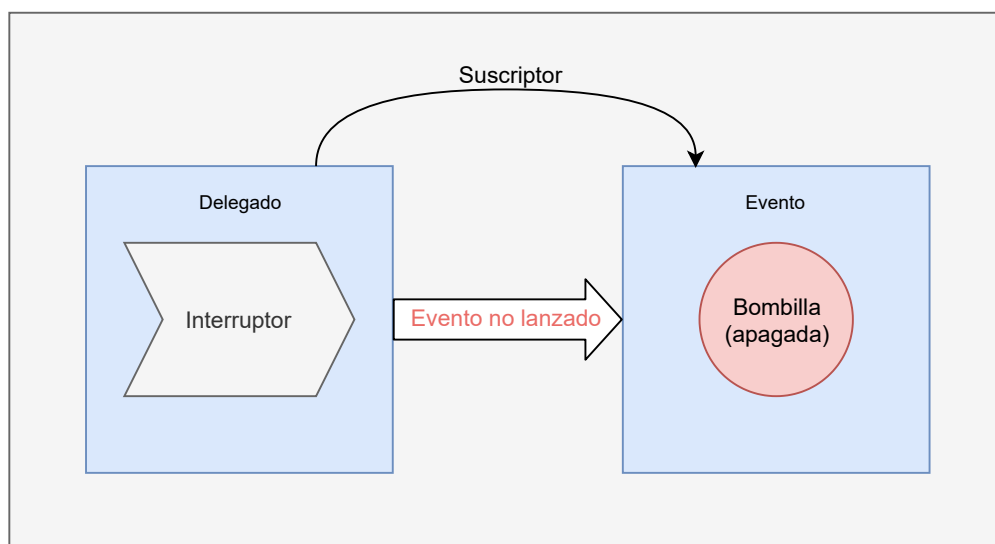 Suscriptor
Delegado
Evento
Interruptor
Evento no lanzado
Bombilla
(apagada)